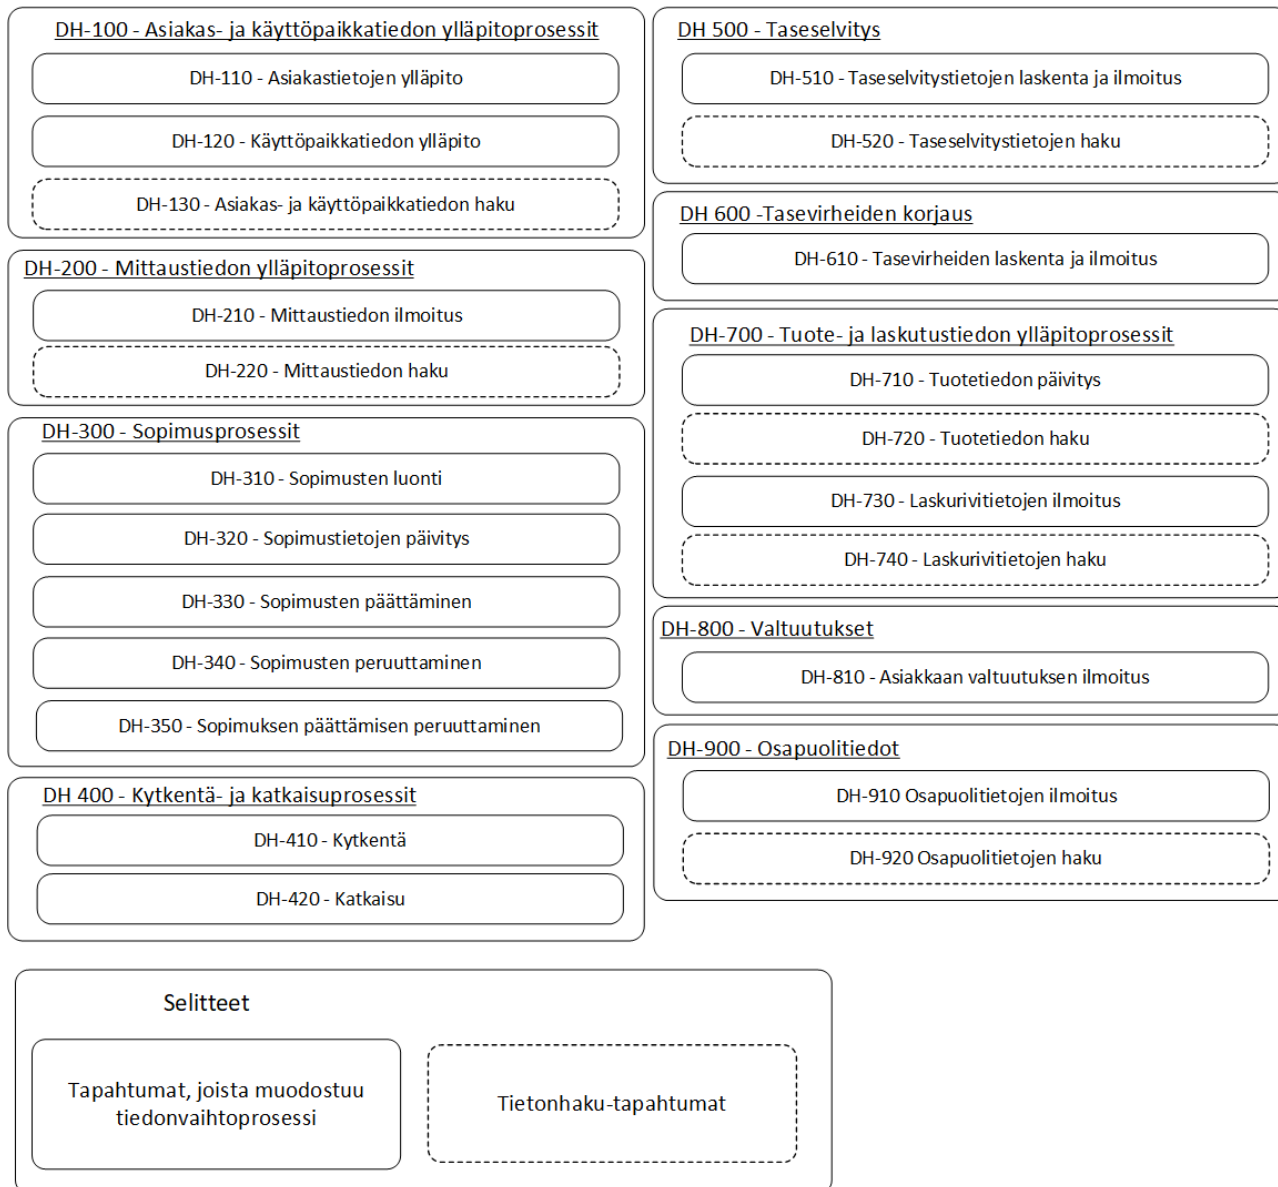 DH-100 - Asiakas- ja käyttöpaikkatiedon ylläpitoprosessit
DH-110 - Asiakastietojen ylläpito
DH-120 - Käyttöpaikkatiedon ylläpito
DH-130 - Asiakas- ja käyttöpaikkatiedon haku
DH-200 - Mittaustiedon ylläpitoprosessit
DH-210 - Mittaustiedon ilmoitus
DH-220 - Mittaustiedon haku
DH-300 - Sopimusprosessit
DH-310 - Sopimusten luonti
DH-320 - Sopimustietojen päivitys
DH-330 - Sopimusten päättäminen
DH-340 - Sopimusten peruuttaminen
DH-350 - Sopimuksen päättämisen peruuttaminen
DH 400 - Kytkentä- ja katkaisuprosessit
DH-410 - Kytkentä
DH-420 - Katkaisu
DH 500 - Taseselvitys
DH-510 - Taseselvitystietojen laskenta ja ilmoitus
DH-520 - Taseselvitystietojen haku
DH 600 -Tasevirheiden korjaus
DH-610 - Tasevirheiden laskenta ja ilmoitus
DH-700 - Tuote- ja laskutustiedon ylläpitoprosessit
DH-710 - Tuotetiedon päivitys
DH-720 - Tuotetiedon haku
DH-730 - Laskurivitietojen ilmoitus
DH-740 - Laskurivitietojen haku
DH-800 - Valtuutukset
DH-810 - Asiakkaan valtuutuksen ilmoitus
DH-900 - Osapuolitiedot
DH-910 Osapuolitietojen ilmoitus
DH-920 Osapuolitietojen haku
Selitteet
Tapahtumat, joista muodostuu
tiedonvaihtoprosessi
Tietonhaku-tapahtumat